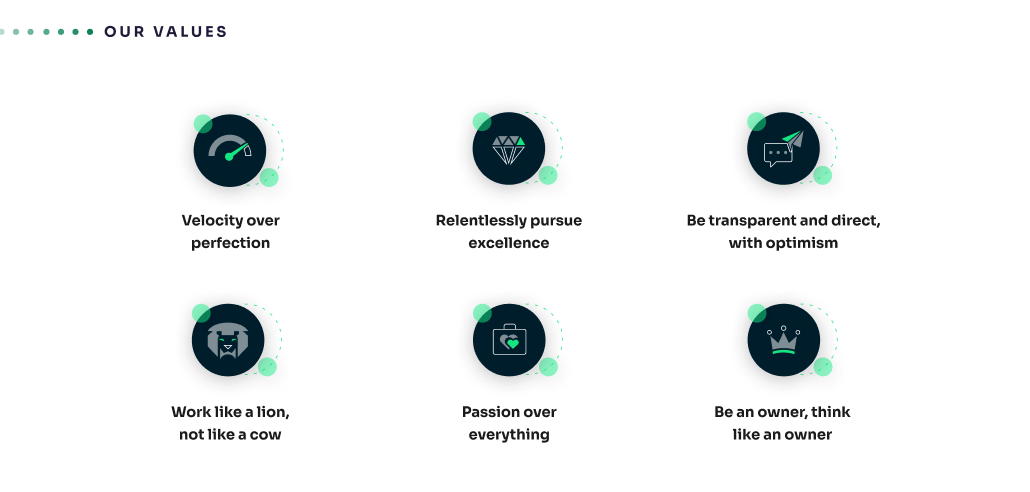 OUR VALUES
Velocity over
perfection
Relentlessly pursue
excellence
Be transparent and direct,
with optimism
Work like a lion,
not like a cow
Passion over
everything
Be an owner, think
like an owner